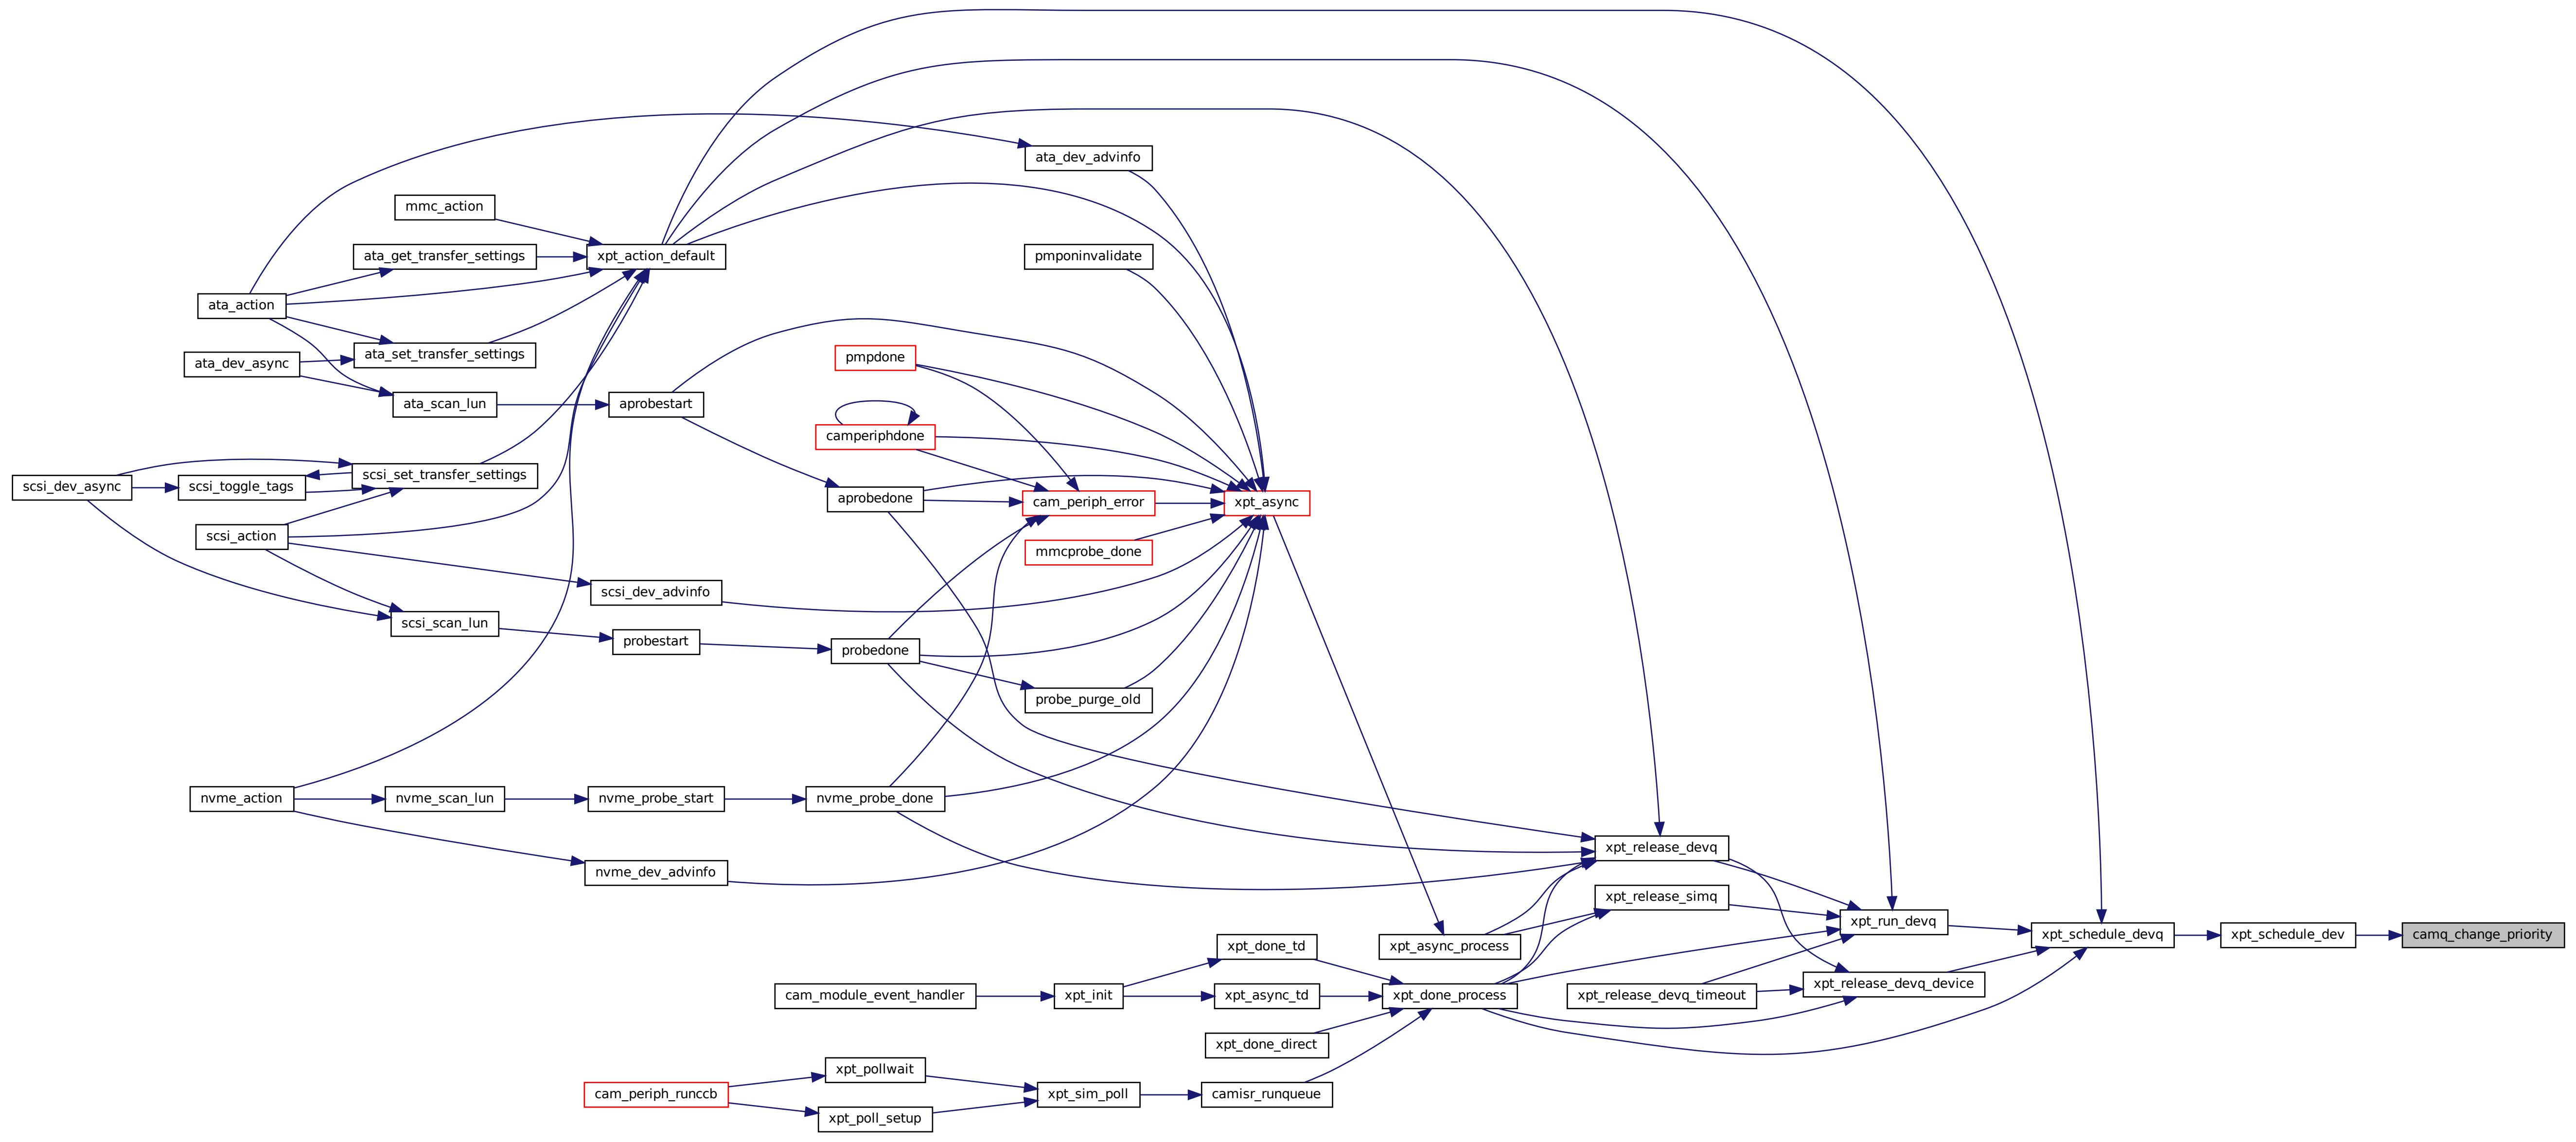 ata_dev_advinfo
mmc_action
ata_get_transfer_settings
xpt_action_default
pmponinvalidate
ata_action
ata_set_transfer_settings
pmpdone
ata_dev_async
ata_scan_lun
aprobestart
camperiphdone
scsi_set_transfer_settings
scsi_dev_async
scsi_toggle_tags
aprobedone
cam_periph_error
xpt_async
scsi_action
mmcprobe_done
scsi_dev_advinfo
scsi_scan_lun
probestart
probedone
probe_purge_old
nvme_action
nvme_scan_lun
nvme_probe_start
nvme_probe_done
xpt_release_devq
nvme_dev_advinfo
xpt_release_simq
xpt_run_devq
xpt_done_td
xpt_async_process
xpt_schedule_devq
xpt_schedule_dev
camq_change_priority
xpt_release_devq_device
cam_module_event_handler
xpt_init
xpt_async_td
xpt_done_process
xpt_release_devq_timeout
xpt_done_direct
xpt_pollwait
cam_periph_runccb
xpt_sim_poll
camisr_runqueue
xpt_poll_setup